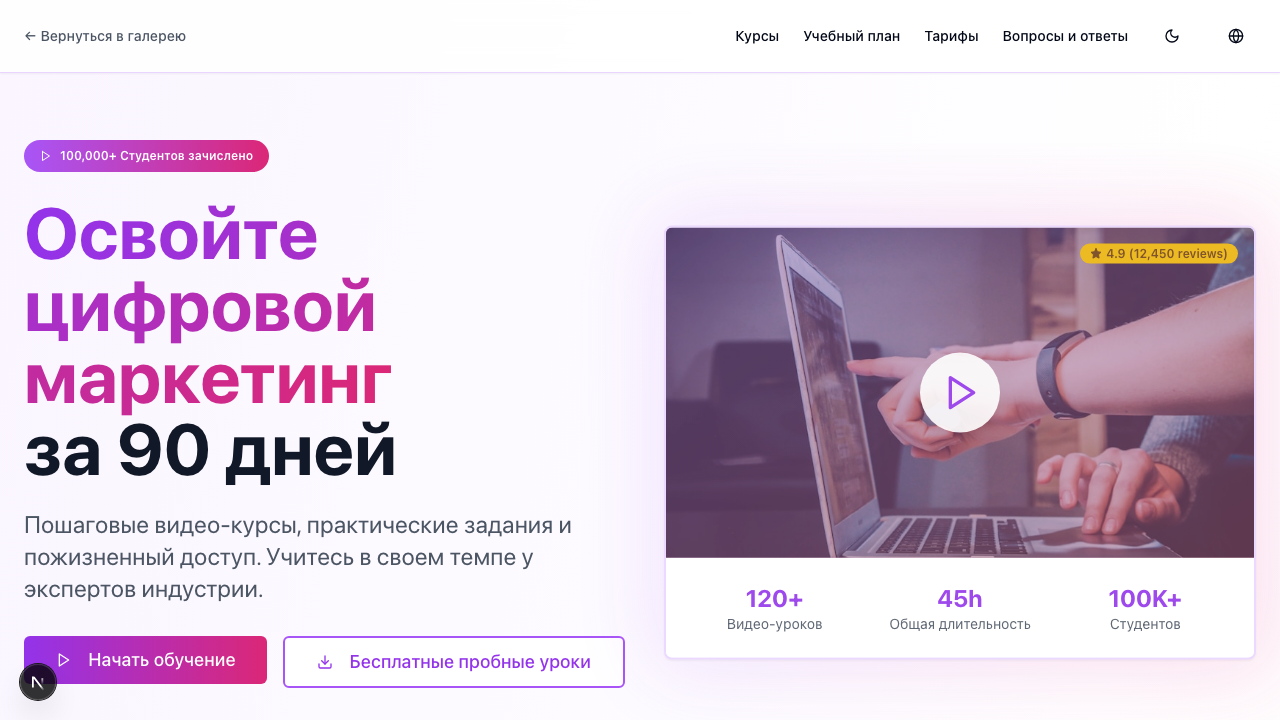 ← Вернуться в галерею
Курсы
Учебный план
Тарифы
Вопросы и ответы
100,000+ Студентов зачислено
Освойте
цифровой
маркетинг
за 90 дней
Пошаговые видео-курсы, практические задания и
пожизненный доступ. Учитесь в своем темпе у
экспертов индустрии.
Начать обучение
Бесплатные пробные уроки
4.9 (12,450 reviews)
120+
Видео-уроков
45h
Общая длительность
100K+
Студентов
N